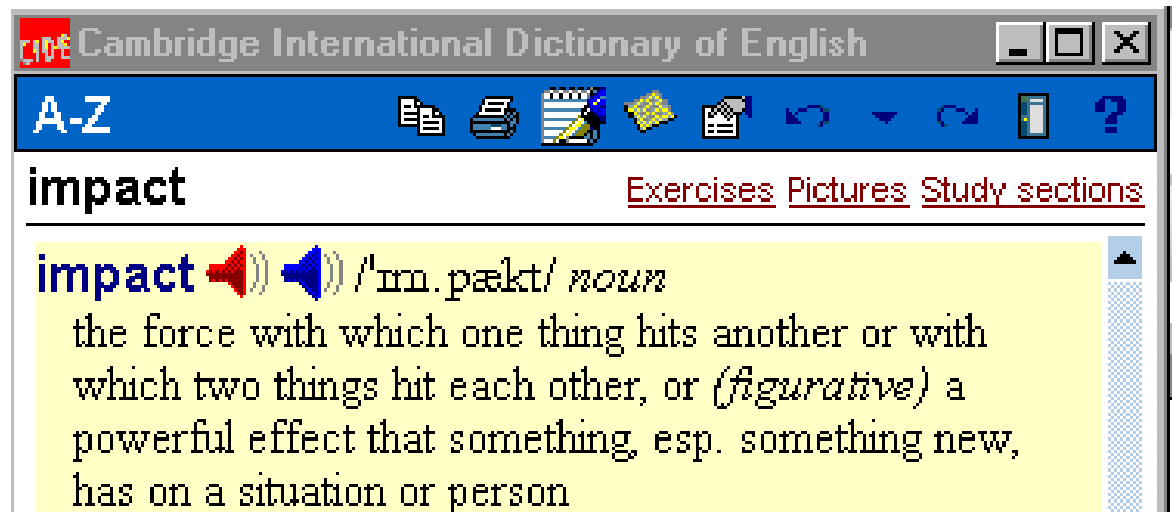 CIDE Cambridge International Dictionary of English
A-Z ?
impact Exercises Pictures Study sections
impact /ˈɪm.pækt/ noun
the force with which one thing hits another or with
which two things hit each other, or (figurative) a
powerful effect that something, esp. something new,
has on a situation or person